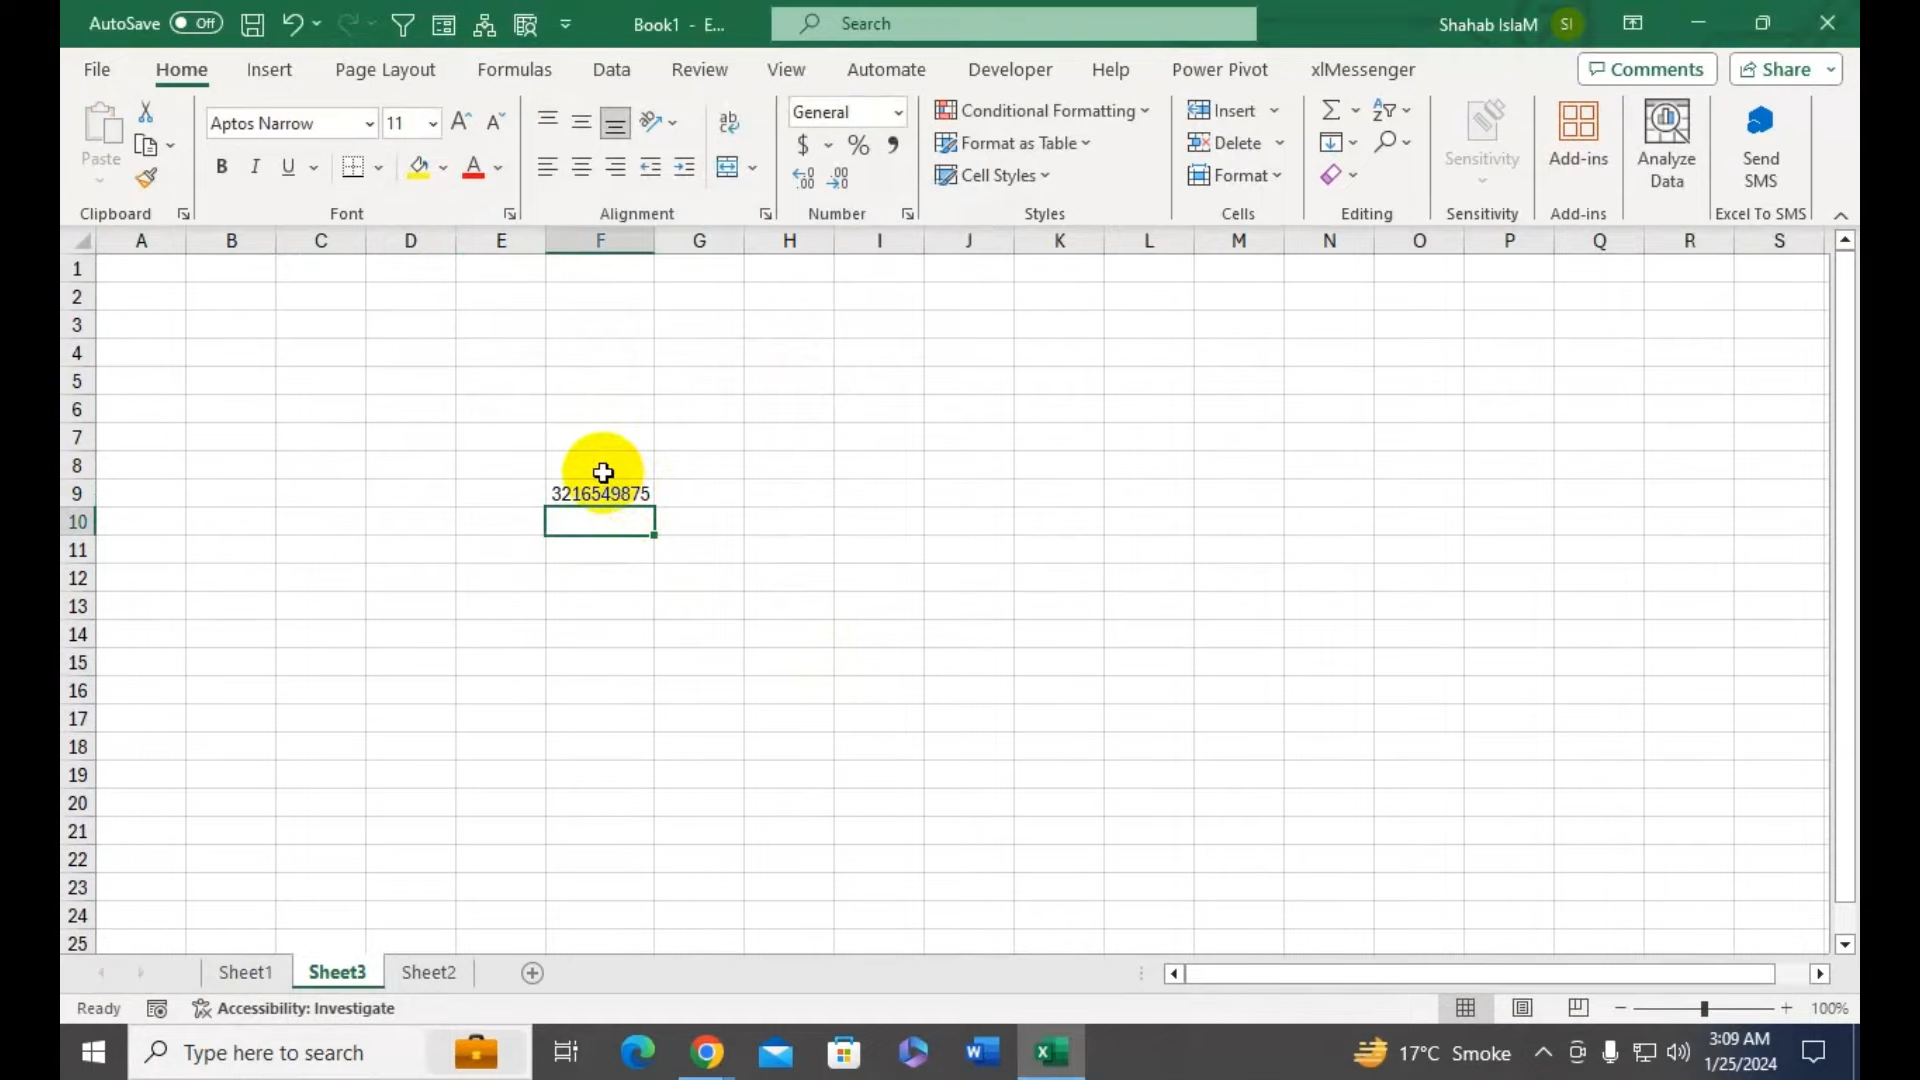 AutoSave Off Book1 - E... Search Shahab IslaM SI
File Home Insert Page Layout Formulas Data Review View Automate Developer Help Power Pivot xlMessenger Comments Share
Paste
Aptos Narrow 11 A A
B I U A
ab
General
$ % 9
Conditional Formatting
Format as Table
Cell Styles
Insert
Delete
Format
Sensitivity
Add-ins
Analyze
Data
Send
SMS
Clipboard Font Alignment Number Styles Cells Editing Sensitivity Add-ins Excel To SMS
A B C D E F G H I J K L M N O P Q R S
1
2
3
4
5
6
7
8
9 3216549875
10
11
12
13
14
15
16
17
18
19
20
21
22
23
24
25
Sheet1 Sheet3 Sheet2
Ready Accessibility: Investigate 100%
Type here to search 17°C Smoke 3:09 AM
1/25/2024